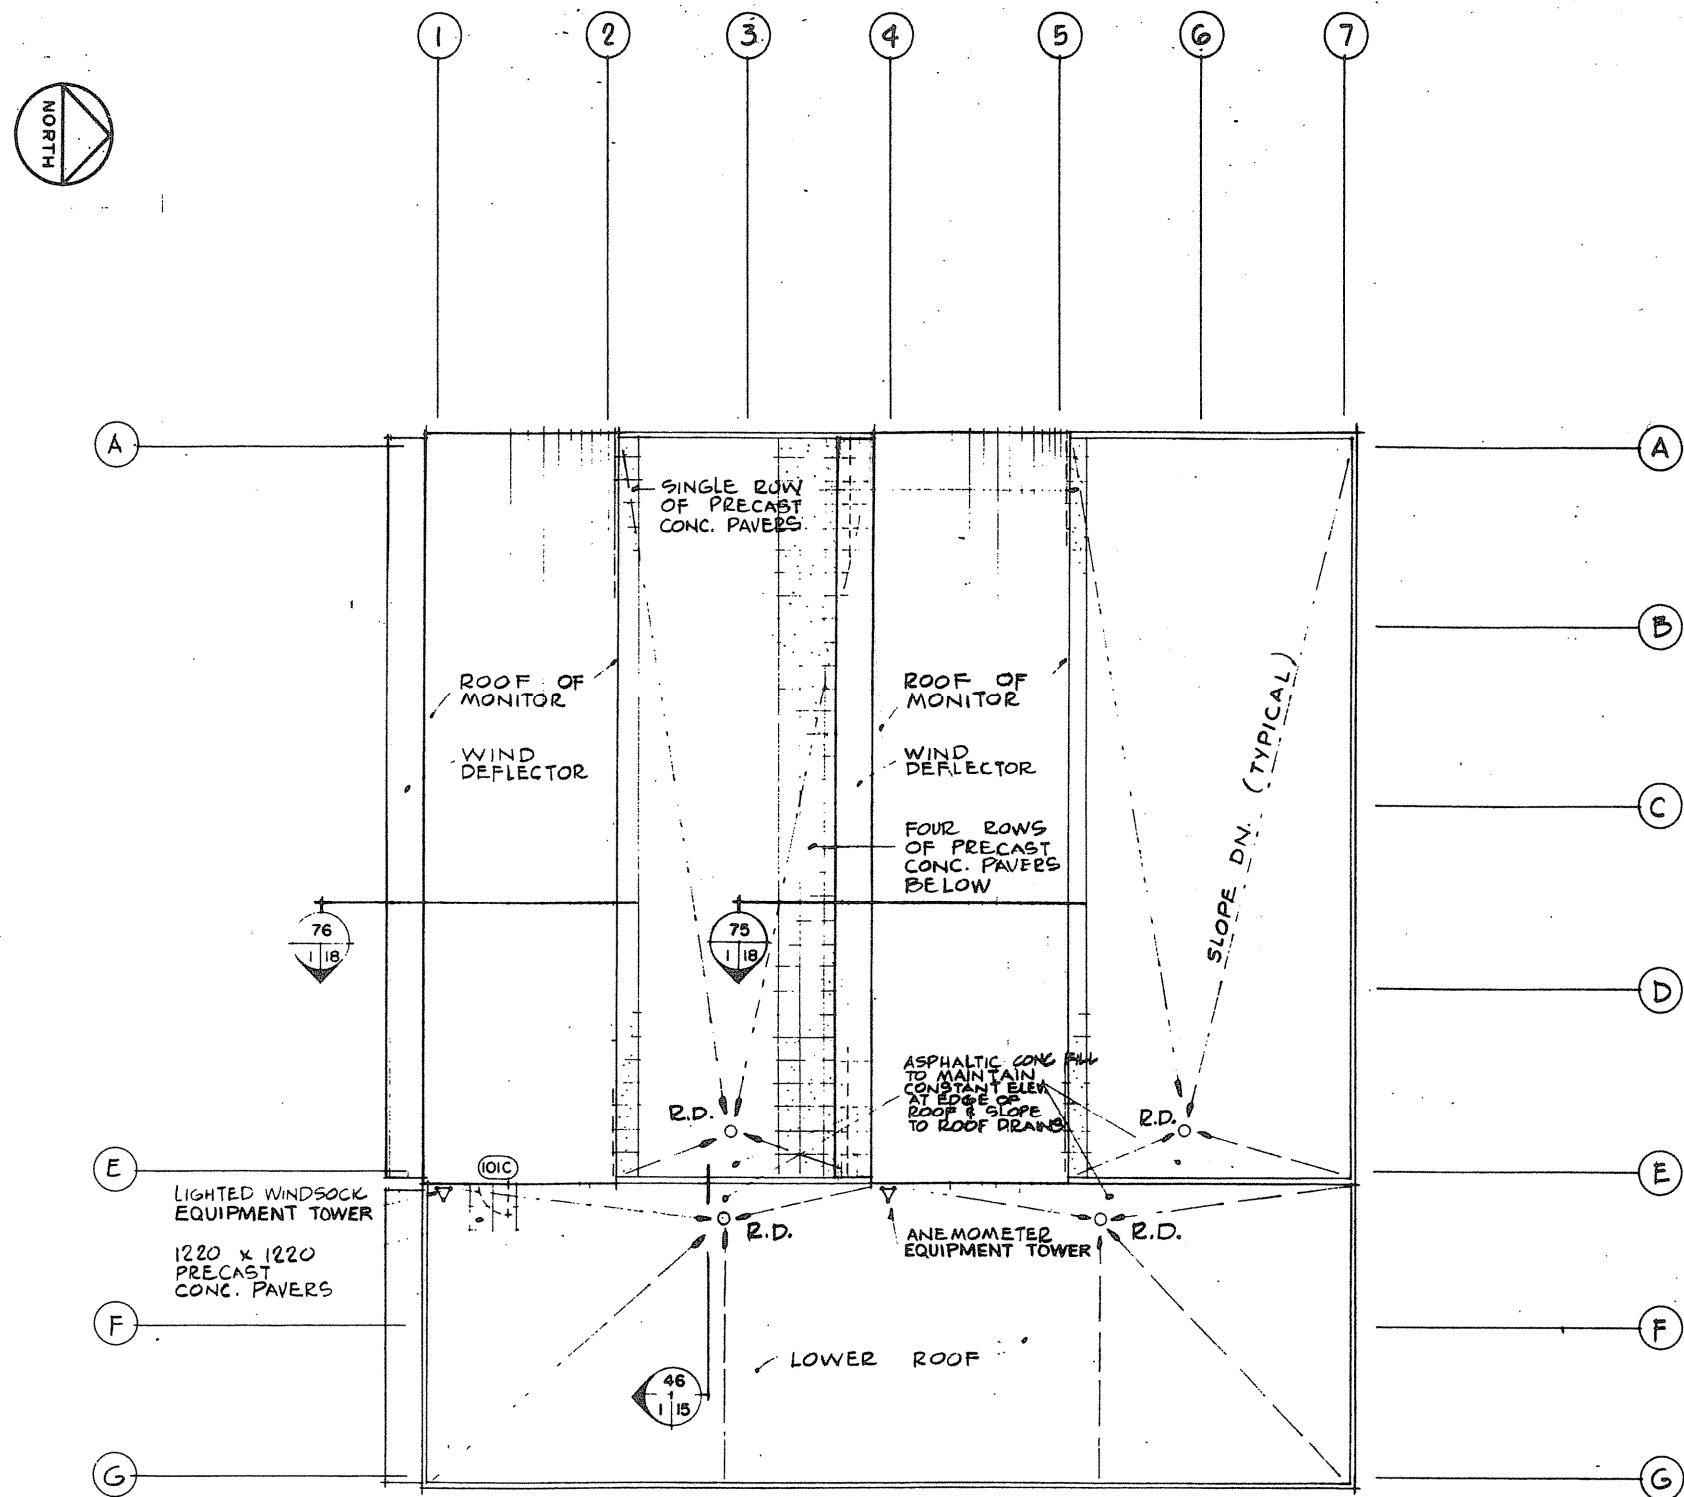 1 2 3 4 5 6 7
NORTH
A A
SINGLE ROW
OF PRECAST
CONC. PAVERS
B
ROOF OF
MONITOR
ROOF OF
MONITOR
SLOPE DN. (TYPICAL)
WIND
DEFLECTOR
WIND
DEFLECTOR
C
FOUR ROWS
OF PRECAST
CONC. PAVERS
BELOW
76
1 18
75
1 18
D
ASPHALTIC CONC FILL
TO MAINTAIN
CONSTANT ELEV.
AT EDGE OF
ROOF & SLOPE
TO ROOF DRAINS
R.D.
R.D.
E E
101C
LIGHTED WINDSOCK
EQUIPMENT TOWER
1220 x 1220
PRECAST
CONC. PAVERS
R.D.
ANEMOMETER
EQUIPMENT TOWER
R.D.
F F
LOWER ROOF
46
1 15
G G